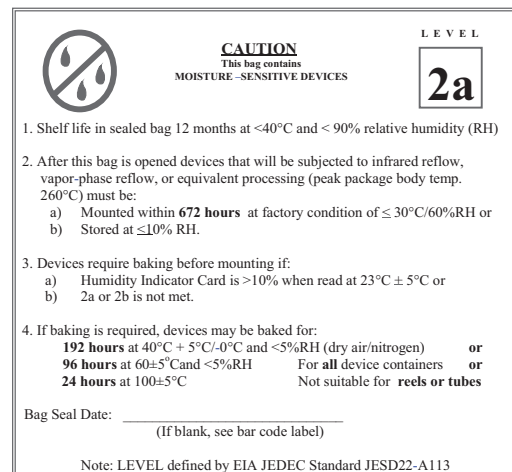 LEVEL
CAUTION
This bag contains
MOISTURE –SENSITIVE DEVICES
2a
1. Shelf life in sealed bag 12 months at <40°C and < 90% relative humidity (RH)
2. After this bag is opened devices that will be subjected to infrared reflow,
vapor-phase reflow, or equivalent processing (peak package body temp.
260°C) must be:
a) Mounted within 672 hours at factory condition of ≤ 30°C/60%RH or
b) Stored at ≤10% RH.
3. Devices require baking before mounting if:
a) Humidity Indicator Card is >10% when read at 23°C ± 5°C or
b) 2a or 2b is not met.
4. If baking is required, devices may be baked for:
192 hours at 40°C + 5°C/-0°C and <5%RH (dry air/nitrogen) or
96 hours at 60±5°Cand <5%RH For all device containers or
24 hours at 100±5°C Not suitable for reels or tubes
Bag Seal Date: ______________________________
(If blank, see bar code label)
Note: LEVEL defined by EIA JEDEC Standard JESD22-A113